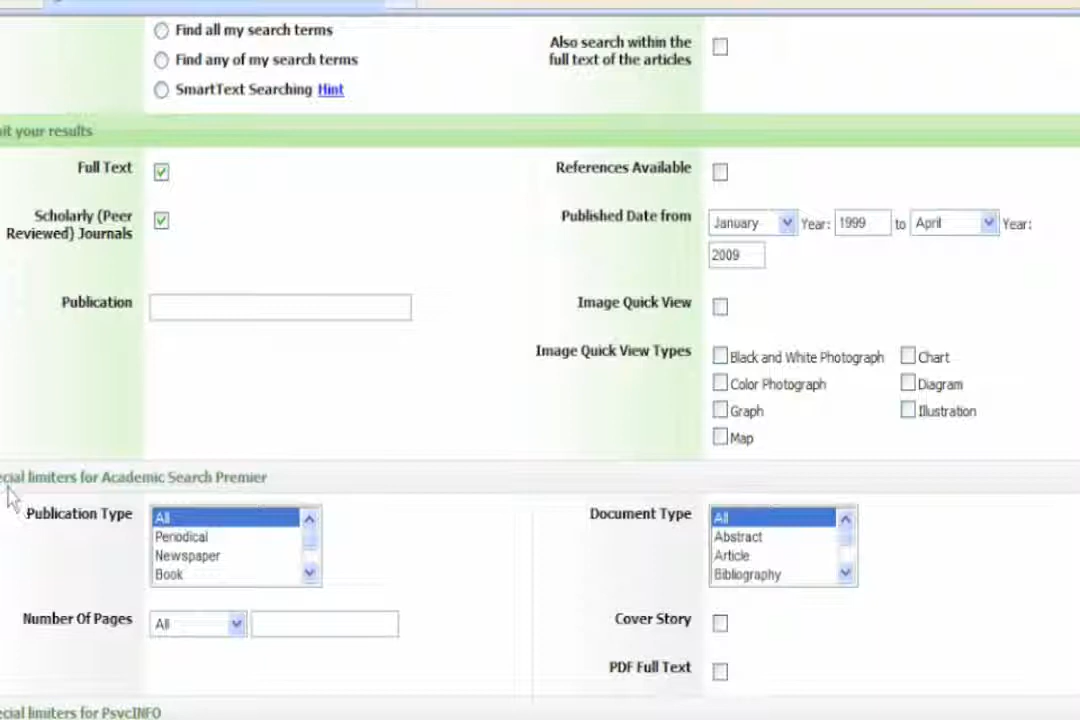 Find all my search terms
Also search within the
full text of the articles
Find any of my search terms
SmartText Searching Hint
your results
Full Text
References Available
Scholarly (Peer
Reviewed) Journals
Published Date from
January Year: 1999 to April Year:
2009
Publication
Image Quick View
Image Quick View Types
Black and White Photograph
Chart
Color Photograph
Diagram
Graph
Illustration
Map
cial limiters for Academic Search Premier
Publication Type
All
Periodical
Newspaper
Book
Document Type
All
Abstract
Article
Bibliography
Number Of Pages
All
Cover Story
PDF Full Text
cial limiters for PsycINFO